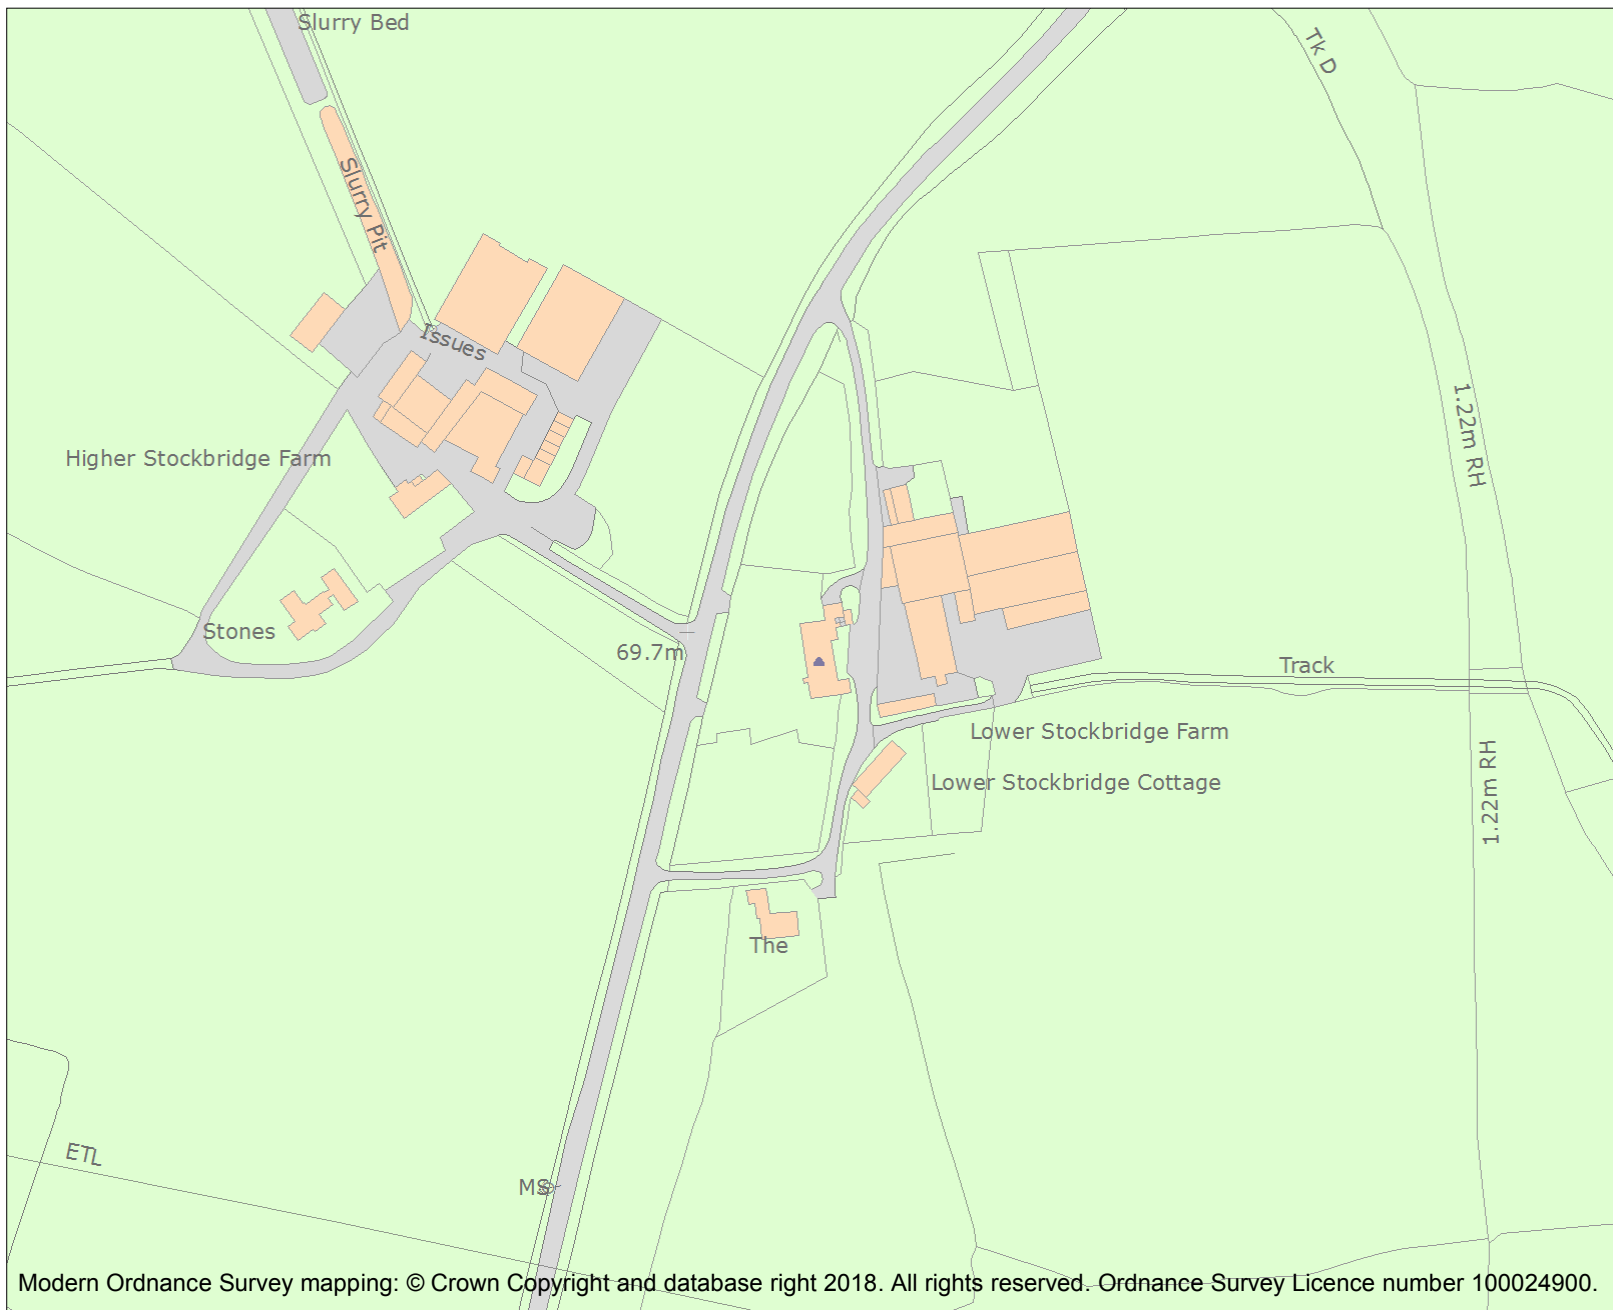 Slurry Bed
Tk D
Slurry Pit
Issues
1.22m RH
Higher Stockbridge Farm
Stones
69.7m
Track
Lower Stockbridge Farm
Lower Stockbridge Cottage
1.22m RH
The
ETL
MS
Modern Ordnance Survey mapping: © Crown Copyright and database right 2018. All rights reserved. Ordnance Survey Licence number 100024900.